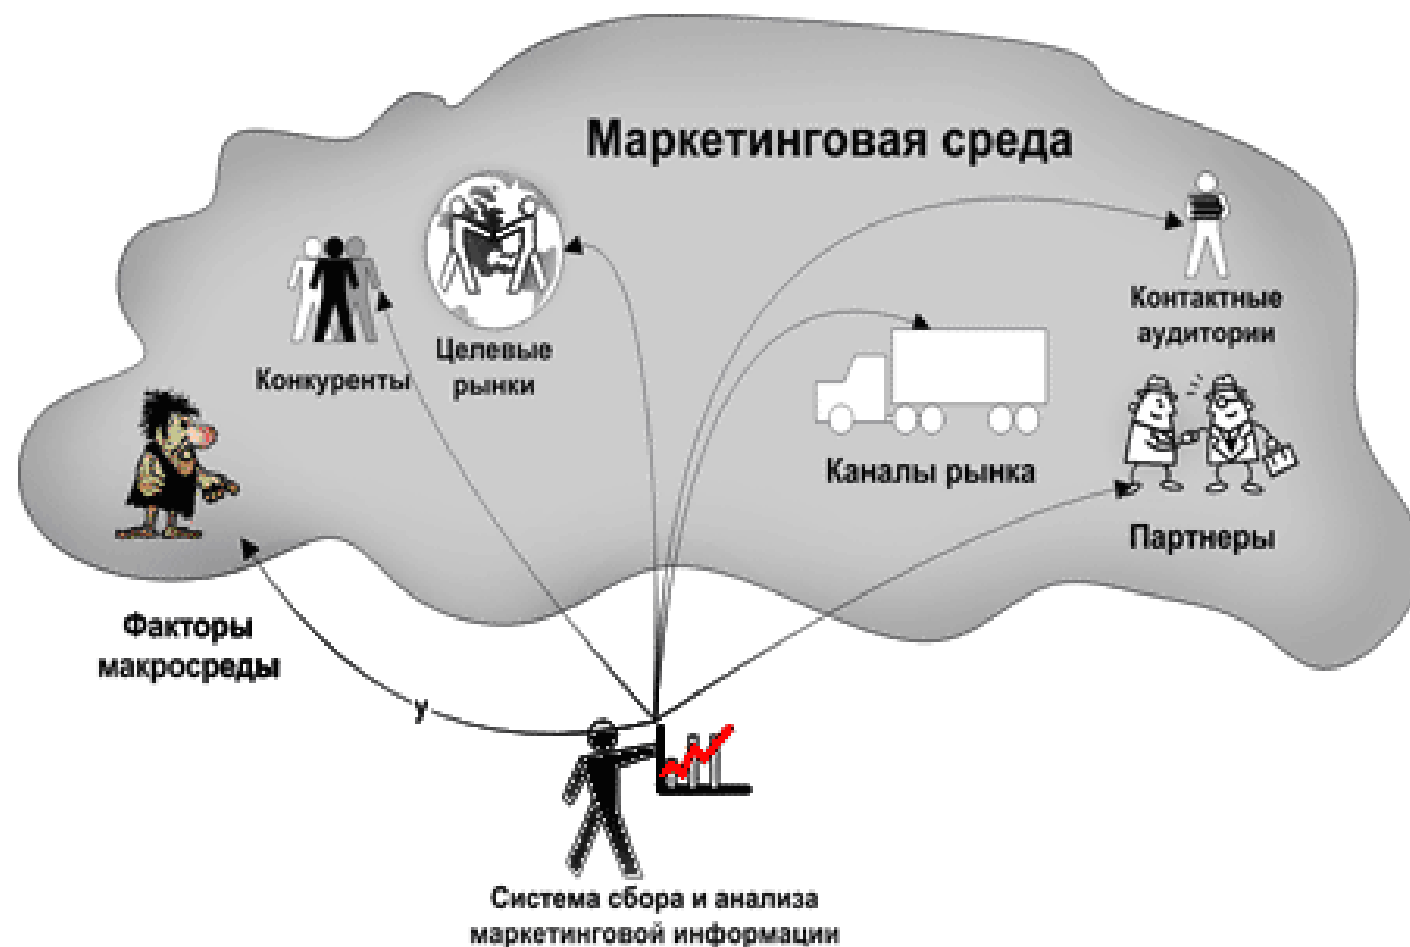 Маркетинговая среда
Целевые
рынки
Конкуренты
Контактные
аудитории
Каналы рынка
Партнеры
Факторы
макросреды
у
Система сбора и анализа
маркетинговой информации